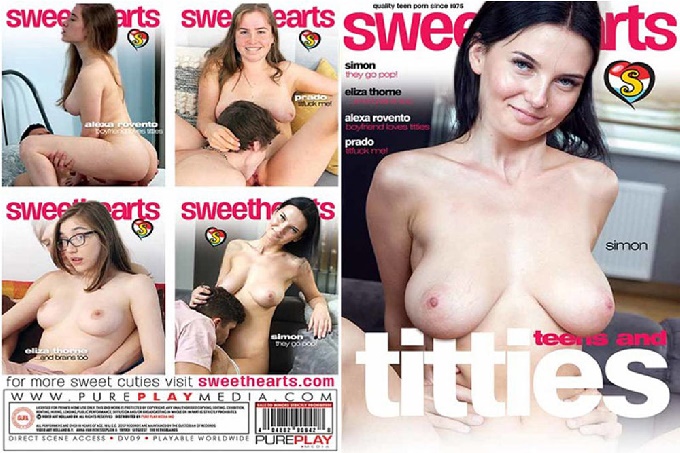 sweethearts
alexa rovento
boyfriend loves titties
sweethearts
prado
titfuck me!
sweethearts
eliza thorne
...and brains too
sweethearts
simon
they go pop!
for more sweet cuties visit sweethearts.com
WWW.PUREPLAYMEDIA.COM
DIRECT SCENE ACCESS • DVD9 • PLAYABLE WORLDWIDE
PUREPLAY
quality teen porn since 1975
sweethearts
S
simon
they go pop!
eliza thorne
alexa rovento
boyfriend loves titties
prado
titfuck me!
simon
teens and
titties